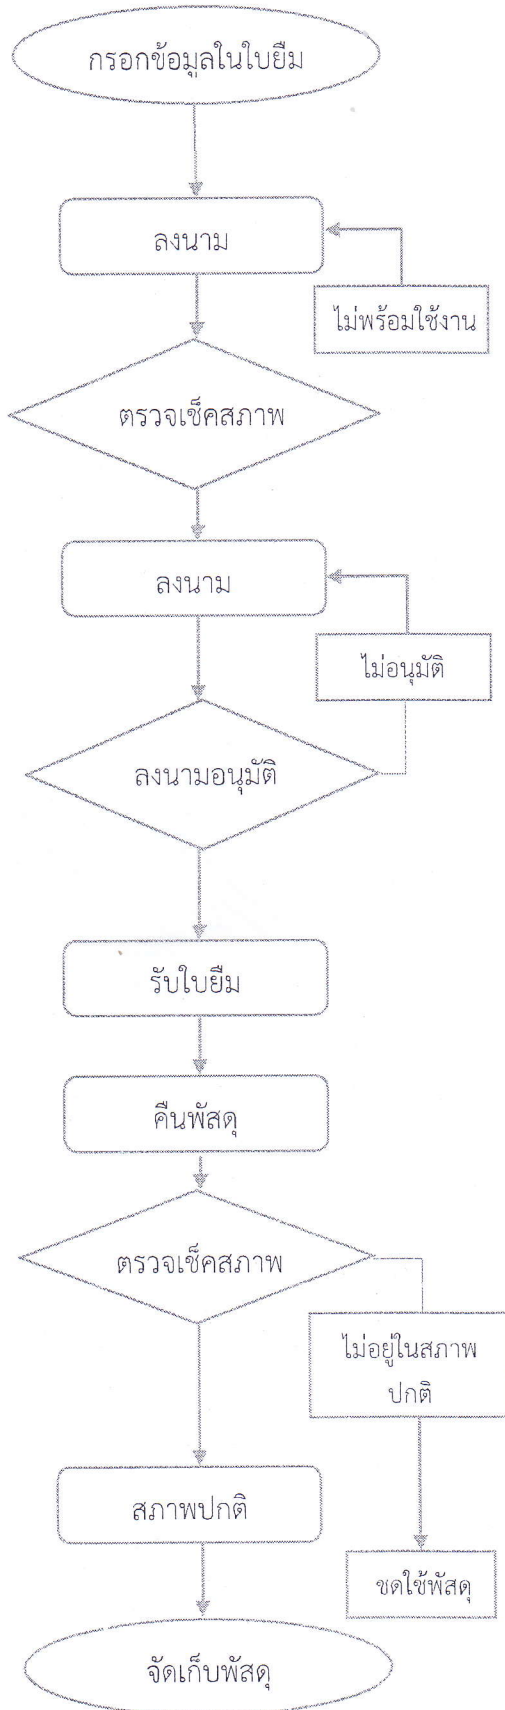 กรอกข้อมูลในใบยืม
ลงนาม
ไม่พร้อมใช้งาน
ตรวจเช็คสภาพ
ลงนาม
ไม่อนุมัติ
ลงนามอนุมัติ
รับใบยืม
คืนพัสดุ
ตรวจเช็คสภาพ
ไม่อยู่ในสภาพ
ปกติ
สภาพปกติ
ชดใช้พัสดุ
จัดเก็บพัสดุ